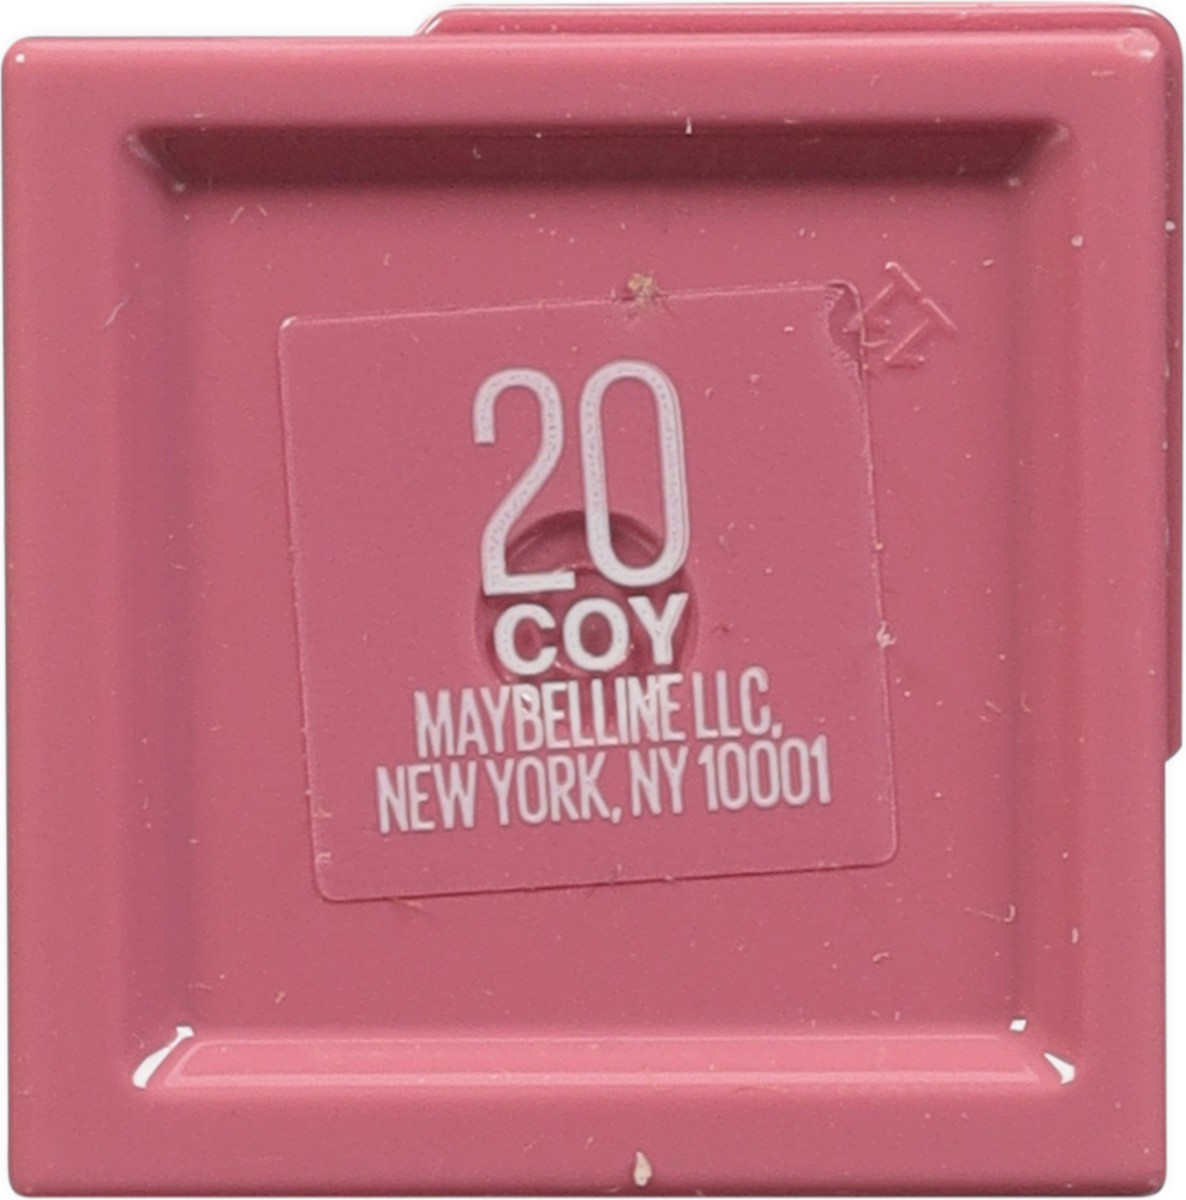 20
COY
MAYBELLINE LLC,
NEW YORK, NY 10001